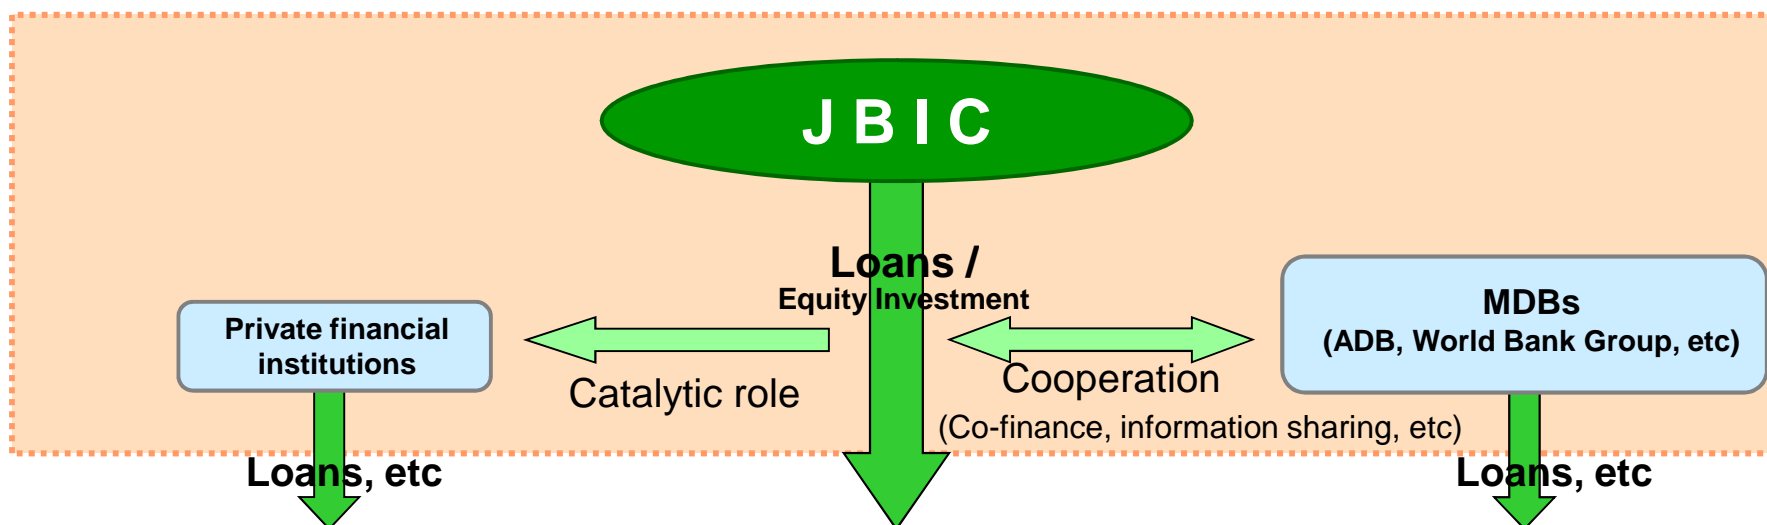 J B I C
Loans /
Equity Investment
Private financial
institutions
MDBs
(ADB, World Bank Group, etc)
Catalytic role
Cooperation
(Co-finance, information sharing, etc)
Loans, etc
Loans, etc